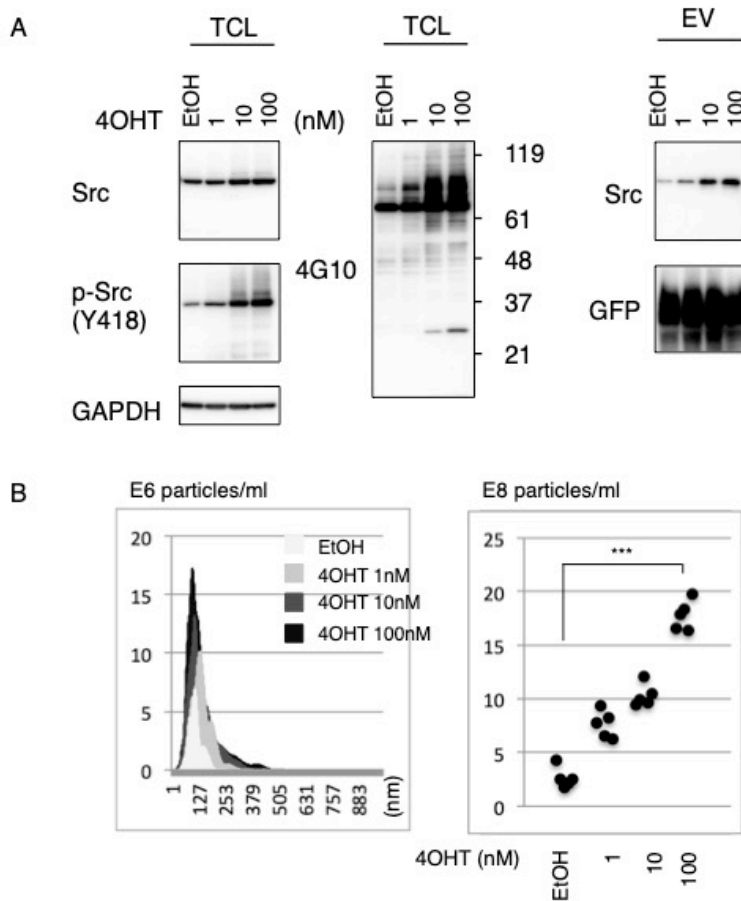 A
TCL
TCL
EV
4OHT
EtOH
1
10
100
(nM)
EtOH
1
10
100
EtOH
1
10
100
Src
p-Src
(Y418)
GAPDH
4G10
119
61
48
37
21
Src
GFP
B
E6 particles/ml
20
15
10
5
0
EtOH
4OHT 1nM
4OHT 10nM
4OHT 100nM
1
127
253
379
505
631
757
883
(nm)
E8 particles/ml
25
20
15
10
5
0
***
4OHT (nM)
EtOH
1
10
100